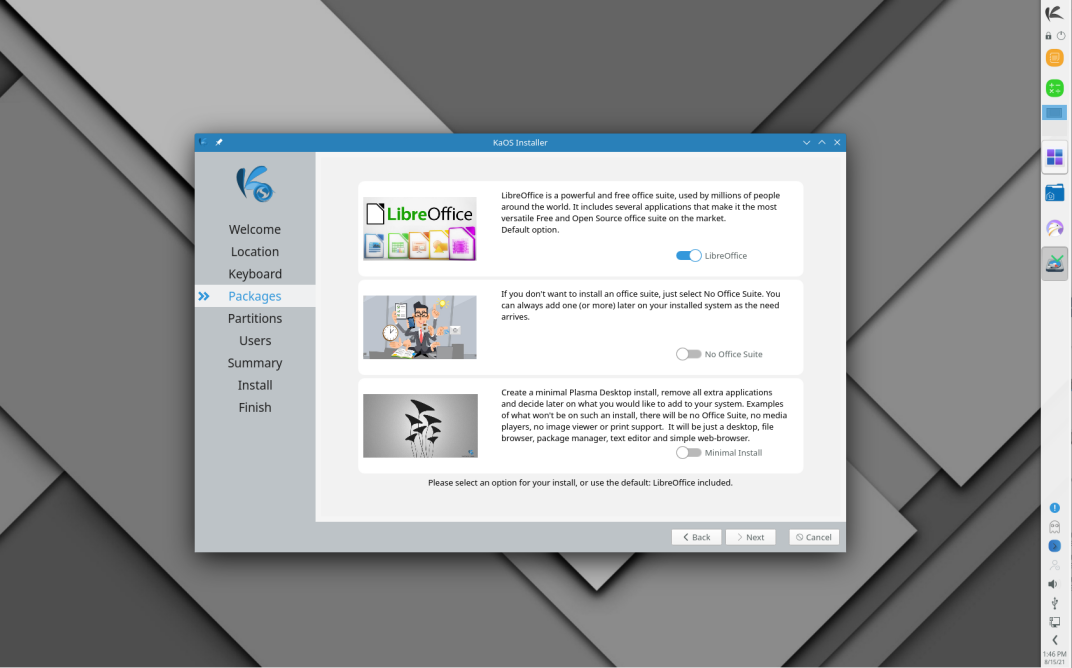 KaOS Installer
Welcome
Location
Keyboard
Packages
Partitions
Users
Summary
Install
Finish
LibreOffice
LibreOffice is a powerful and free office suite, used by millions of people
around the world. It includes several applications that make it the most
versatile Free and Open Source office suite on the market.
Default option.
LibreOffice
If you don't want to install an office suite, just select No Office Suite. You
can always add one (or more) later on your installed system as the need
arrives.
No Office Suite
Create a minimal Plasma Desktop install, remove all extra applications
and decide later on what you would like to add to your system. Examples
of what won't be on such an install, there will be no Office Suite, no media
players, no image viewer or print support. It will be just a desktop, file
browser, package manager, text editor and simple web-browser.
Minimal Install
Please select an option for your install, or use the default: LibreOffice included.
Back
Next
Cancel
1:46 PM
8/15/21